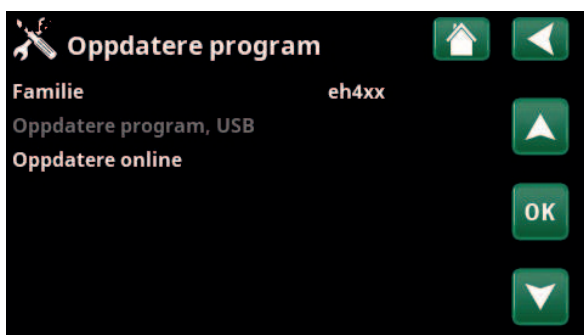 Oppdatere program
Familie eh4xx
Oppdatere program, USB
Oppdatere online
OK